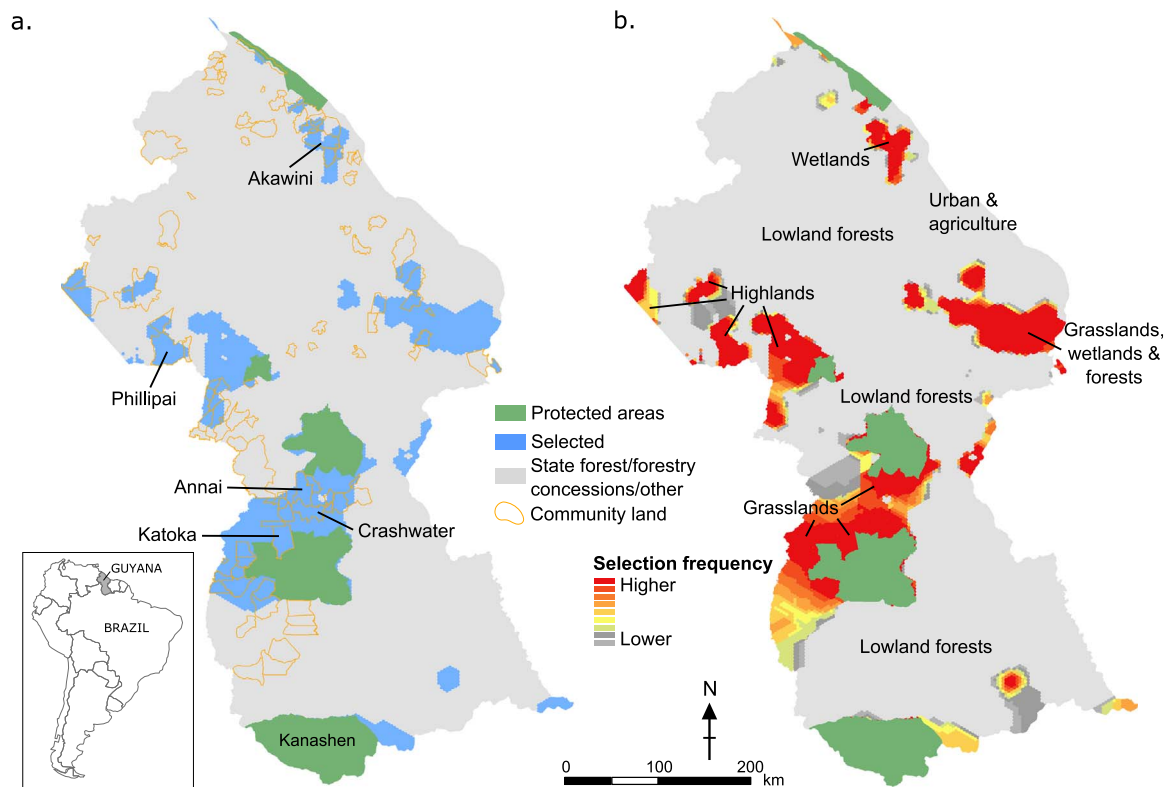 a.
Akawini
Phillipai
Annai
Katoka
Crashwater
Kanashen
GUYANA
BRAZIL
Protected areas
Selected
State forest/forestry
concessions/other
Community land
b.
Wetlands
Urban &
agriculture
Lowland forests
Highlands
Grasslands,
wetlands &
forests
Lowland forests
Grasslands
Lowland forests
Selection frequency
Higher
Lower
N
0 100 200
km